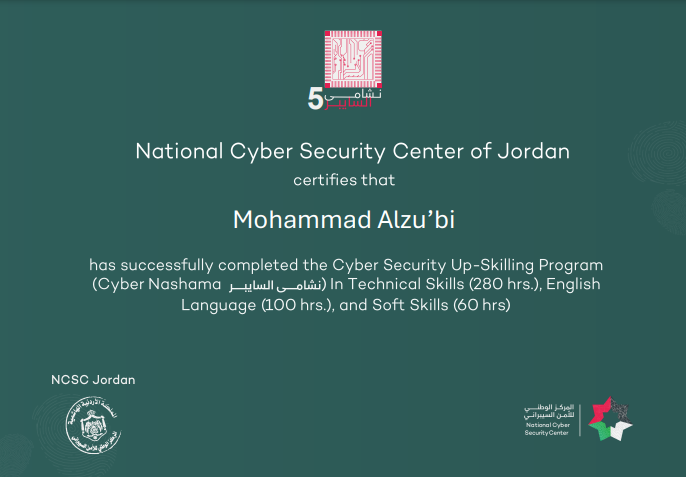 نشامى
5 السايبر
National Cyber Security Center of Jordan
certifies that
Mohammad Alzu’bi
has successfully completed the Cyber Security Up-Skilling Program
(Cyber Nashama نشامـــى السايبـــر) In Technical Skills (280 hrs.), English
Language (100 hrs.), and Soft Skills (60 hrs)
NCSC Jordan
المملكة الأردنية الهاشمية
المركز الوطني للأمن السيبراني
المركز الوطني
للأمن السيبراني
National Cyber
Security Center